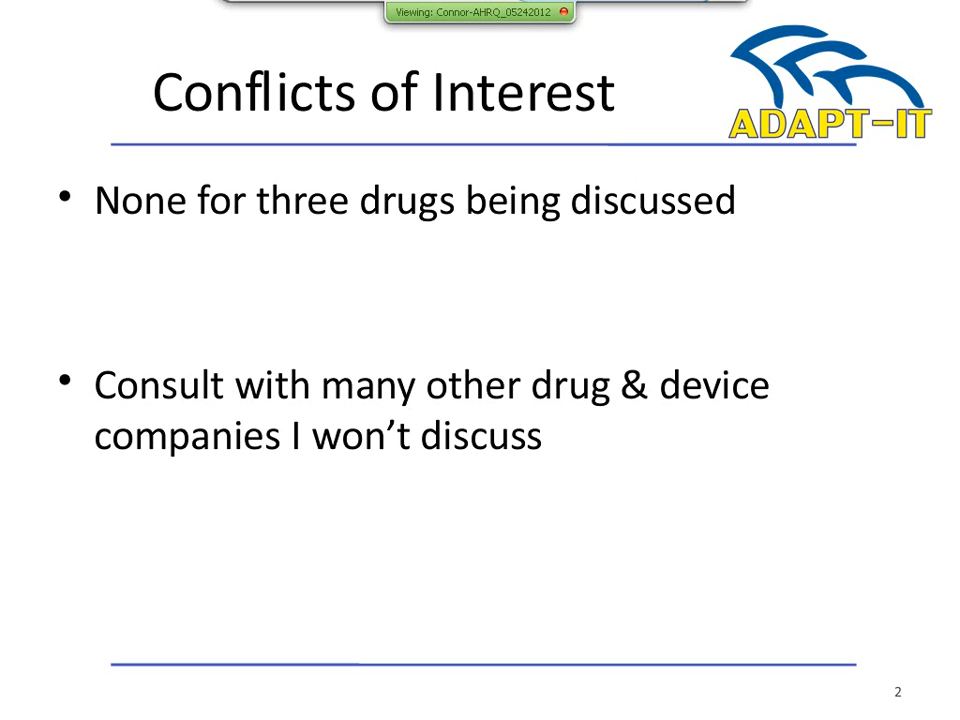 Viewing: Connor-AHRQ_05242012
Conflicts of Interest
ADAPT-IT
• None for three drugs being discussed
• Consult with many other drug & device
companies I won’t discuss
2